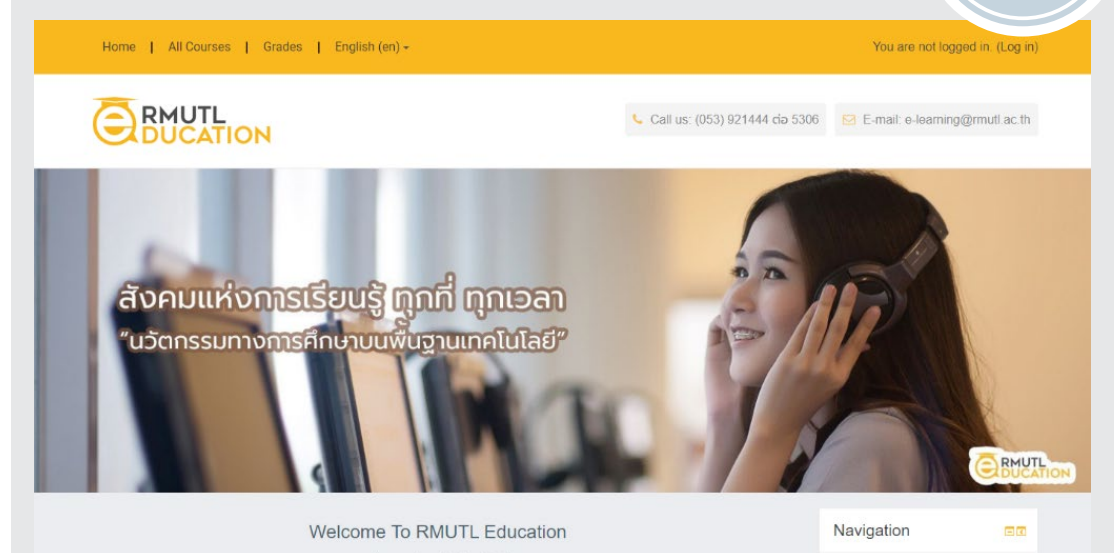 Home | All Courses | Grades | English (en)
You are not logged in. (Log in)
eRMUTL
EDUCATION
Call us: (053) 921444 ต่อ 5306
E-mail: e-learning@rmutl.ac.th
สังคมแห่งการเรียนรู้ ทุกที่ ทุกเวลา
“นวัตกรรมทางการศึกษาบนพื้นฐานเทคโนโลยี”
RMUTL
EDUCATION
Welcome To RMUTL Education
Navigation